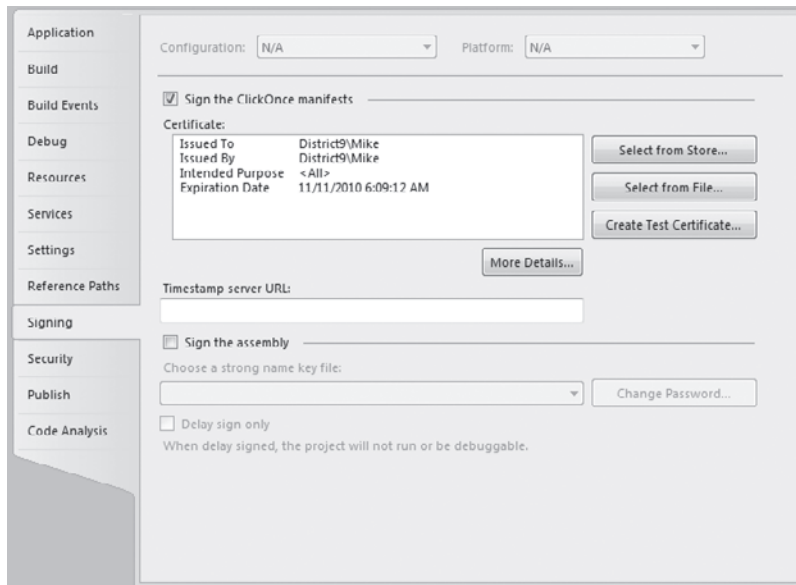 Application
Build
Build Events
Debug
Resources
Services
Settings
Reference Paths
Signing
Security
Publish
Code Analysis
Configuration: N/A Platform: N/A
Sign the ClickOnce manifests
Certificate:
Issued To District9\Mike
Issued By District9\Mike
Intended Purpose <All>
Expiration Date 11/11/2010 6:09:12 AM
Select from Store...
Select from File...
Create Test Certificate...
More Details...
Timestamp server URL:
Sign the assembly
Choose a strong name key file:
Change Password...
Delay sign only
When delay signed, the project will not run or be debuggable.